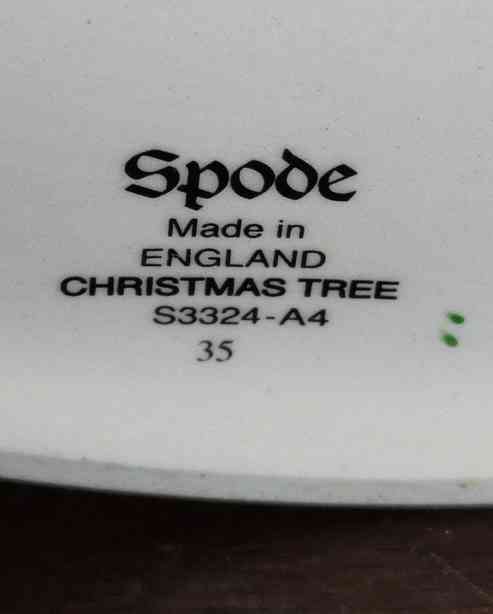 Spode
Made in
ENGLAND
CHRISTMAS TREE
S3324-A4
35